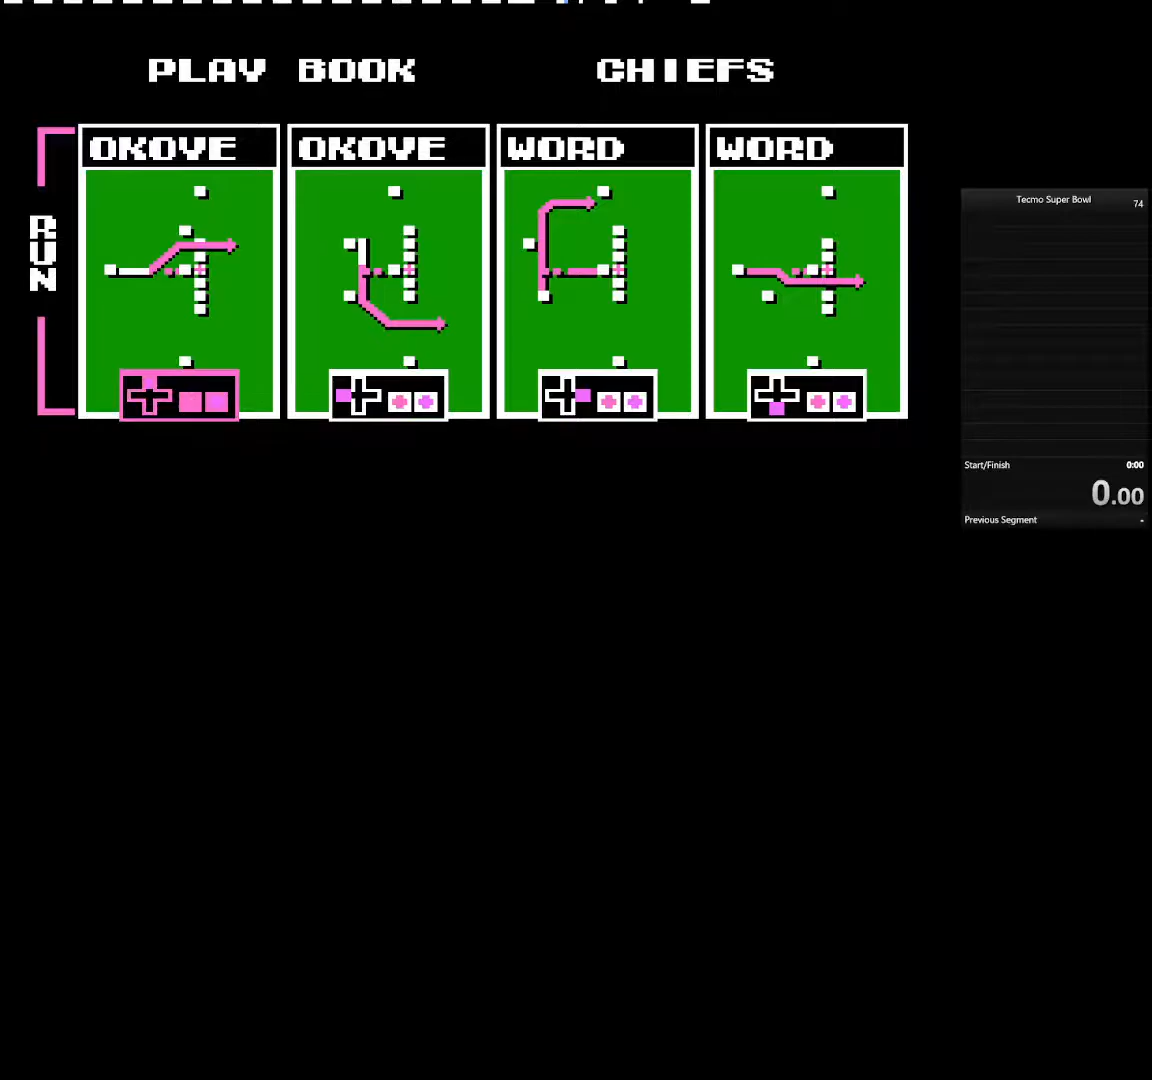 PLAY BOOK CHIEFS
OKOYE OKOYE WORD WORD
RUN
Tecmo Super Bowl 74
Start/Finish 0:00
0.00
Previous Segment -